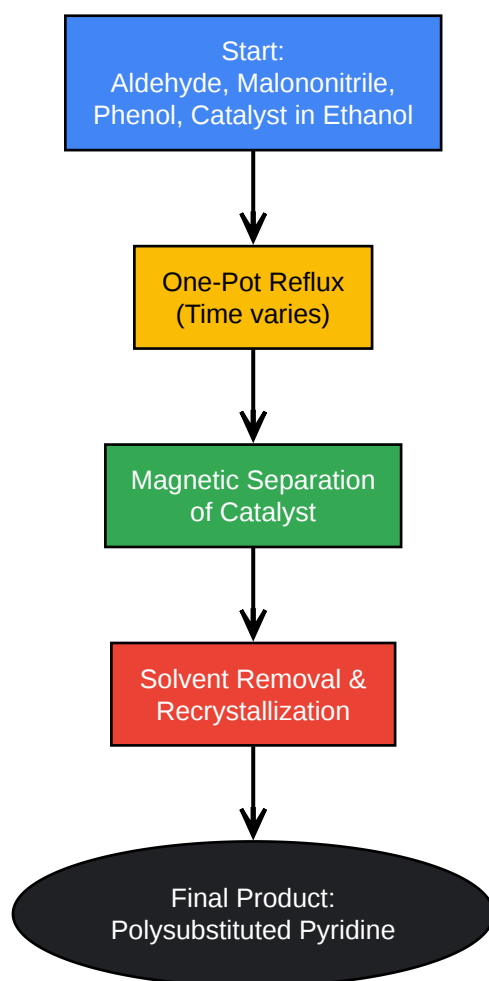 Start:
Aldehyde, Malononitrile,
Phenol, Catalyst in Ethanol
One-Pot Reflux
(Time varies)
Magnetic Separation
of Catalyst
Solvent Removal &
Recrystallization
Final Product:
Polysubstituted Pyridine